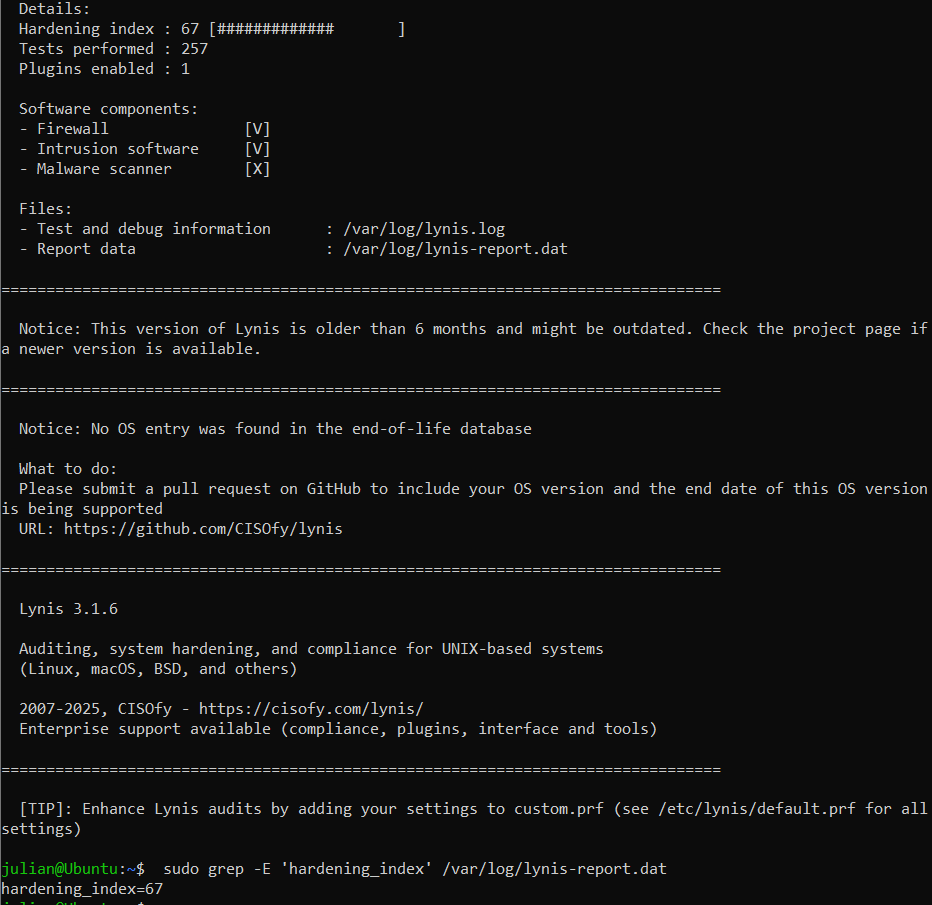 Details:
Hardening index : 67 [#############       ]
Tests performed : 257
Plugins enabled : 1
Software components:
- Firewall               [V]
- Intrusion software     [V]
- Malware scanner        [X]
Files:
- Test and debug information      : /var/log/lynis.log
- Report data                     : /var/log/lynis-report.dat
================================================================================
Notice: This version of Lynis is older than 6 months and might be outdated. Check the project page if
a newer version is available.
================================================================================
Notice: No OS entry was found in the end-of-life database
What to do:
Please submit a pull request on GitHub to include your OS version and the end date of this OS version
is being supported
URL: https://github.com/CISOfy/lynis
================================================================================
Lynis 3.1.6
Auditing, system hardening, and compliance for UNIX-based systems
(Linux, macOS, BSD, and others)
2007-2025, CISOfy - https://cisofy.com/lynis/
Enterprise support available (compliance, plugins, interface and tools)
================================================================================
[TIP]: Enhance Lynis audits by adding your settings to custom.prf (see /etc/lynis/default.prf for all
settings)
julian@Ubuntu:~$  sudo grep -E 'hardening_index' /var/log/lynis-report.dat
hardening_index=67